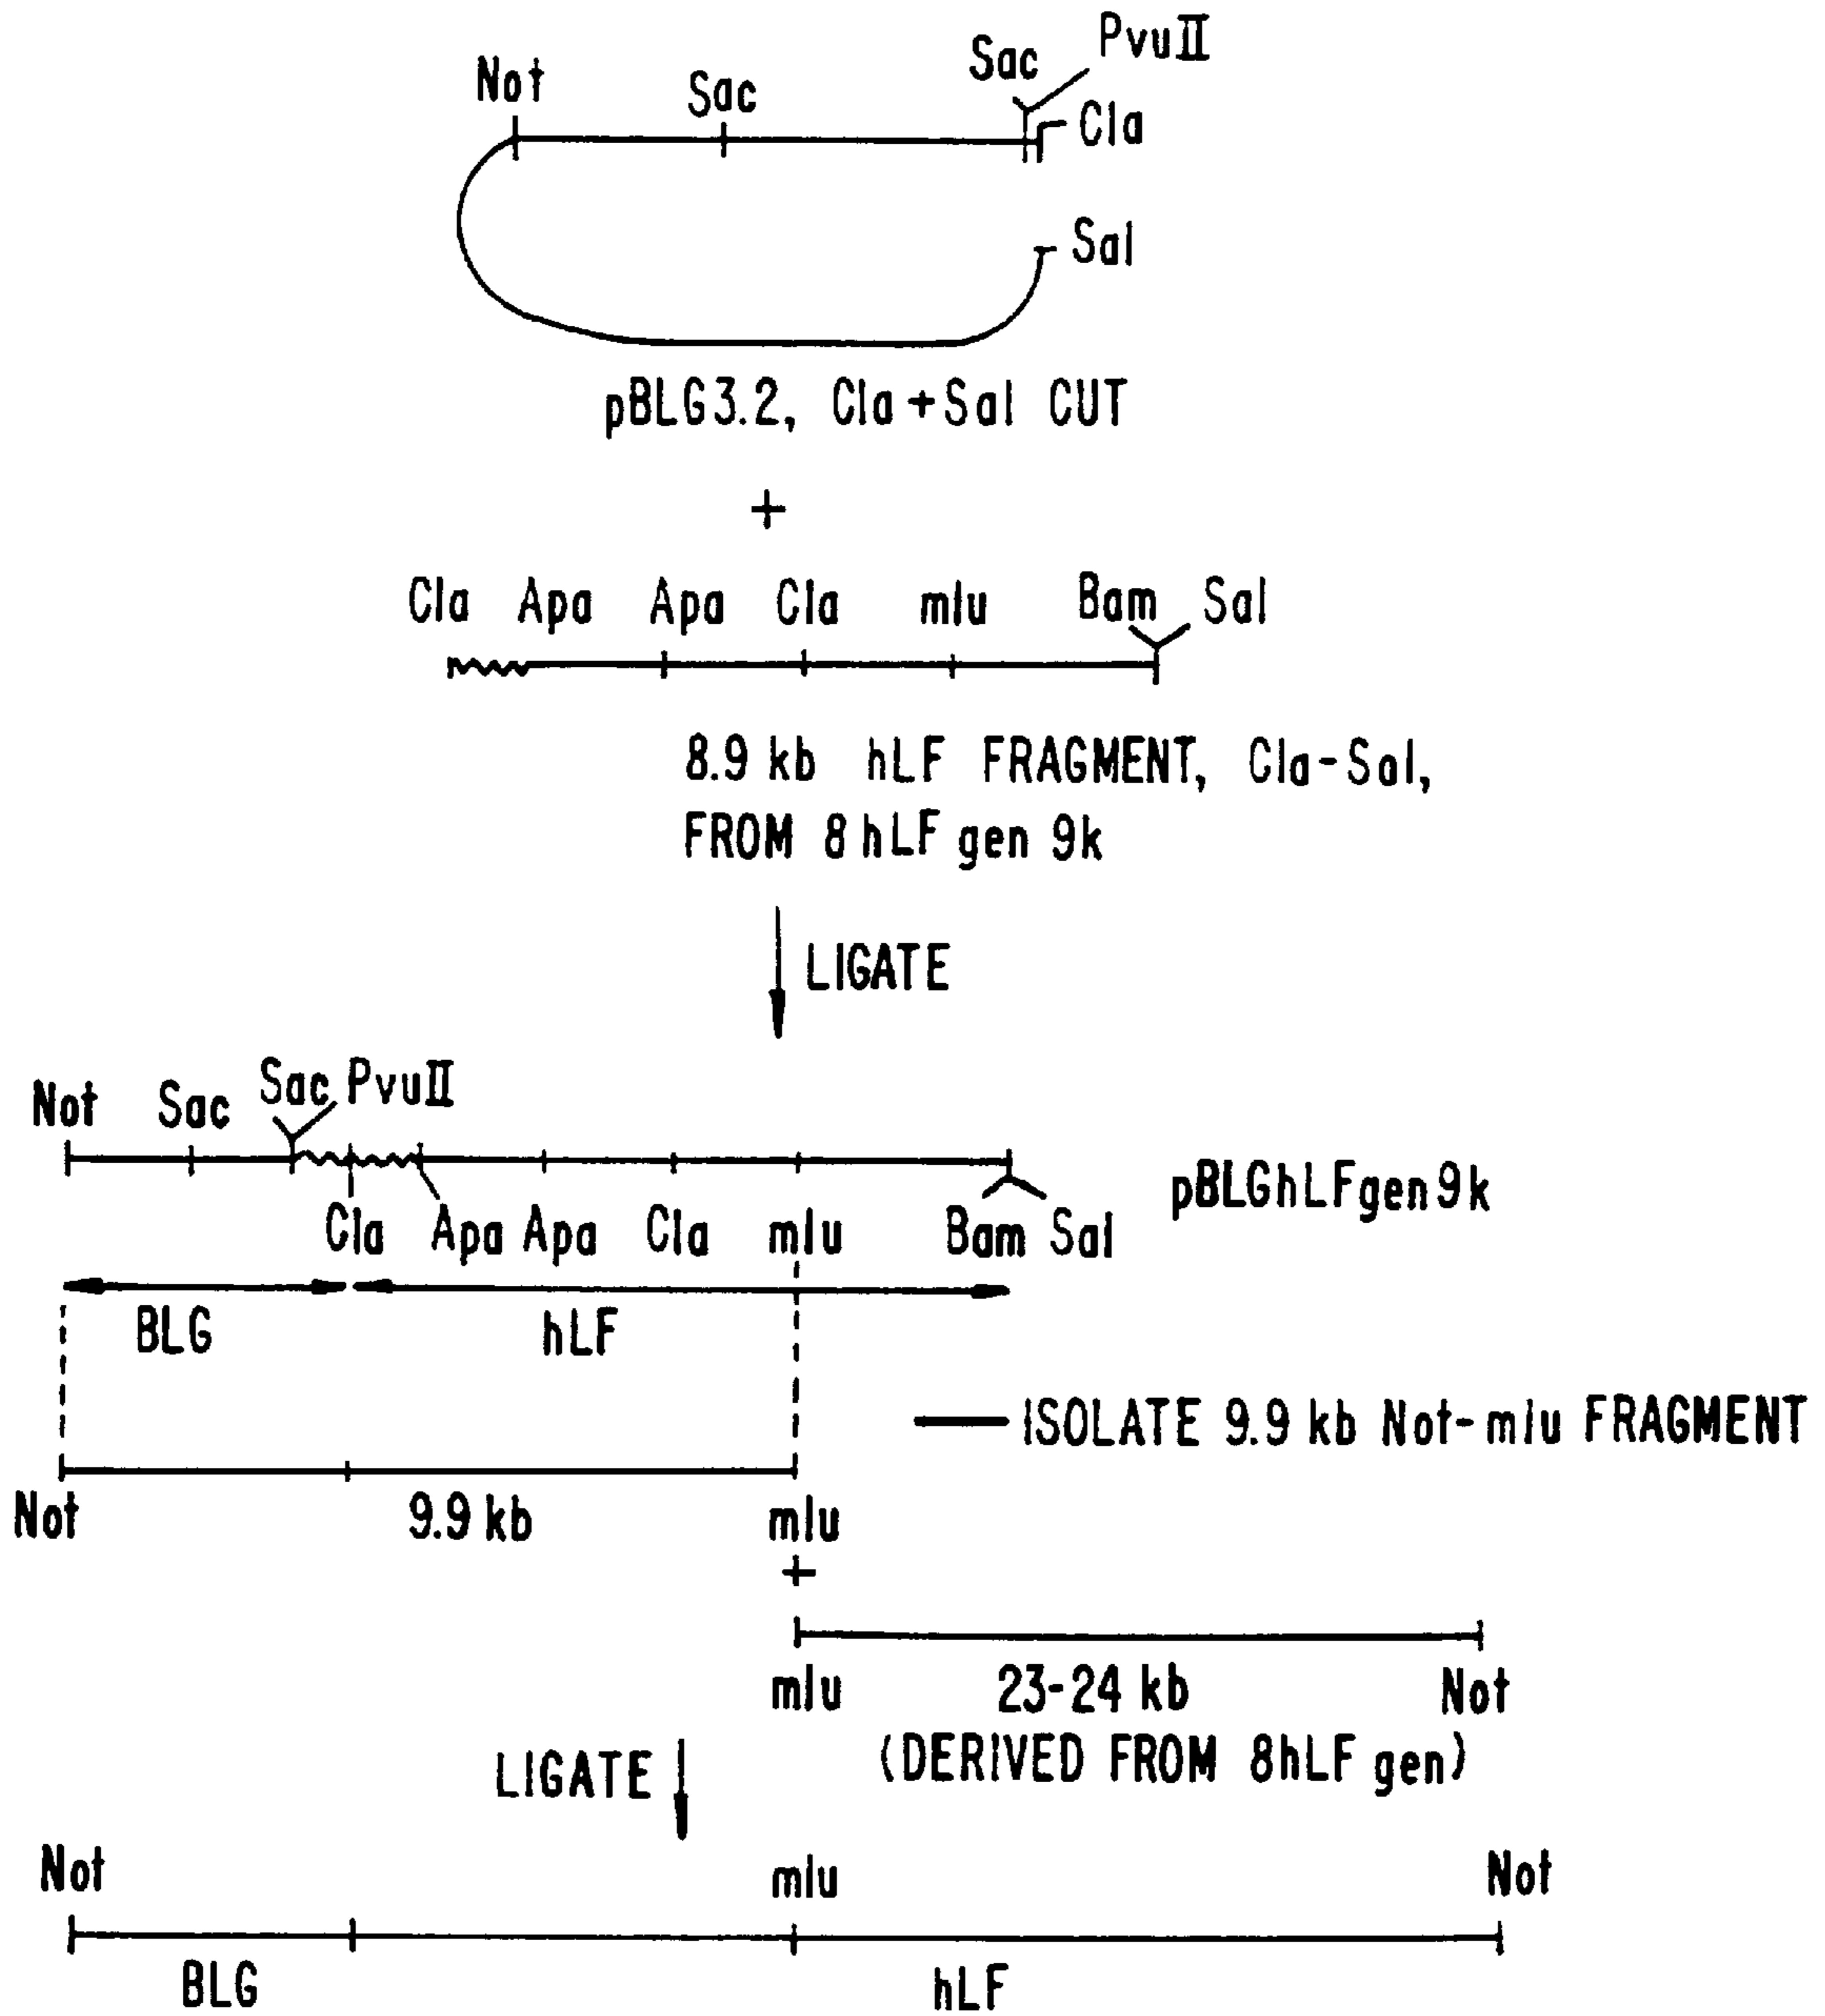 Not Sac Sac PvuII
Cla
Sal
pBLG3.2, Cla+Sal CUT
+
Cla Apa Apa Cla mlu Bam Sal
8.9 kb hLF FRAGMENT, Cla-Sal,
FROM 8hLF gen 9k
LIGATE
Not Sac Sac PvuII
pBLGhLFgen9k
Cla Apa Apa Cla mlu Bam Sal
BLG hLF
ISOLATE 9.9 kb Not-mlu FRAGMENT
Not 9.9 kb mlu
+
mlu 23-24 kb Not
(DERIVED FROM 8hLF gen)
LIGATE
Not mlu Not
BLG hLF